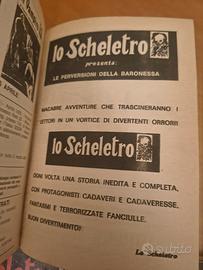 lo Scheletro
presenta:
LE PERVERSIONI DELLA BARONESSA
MACABRE AVVENTURE CHE TRASCINERANNO I
LETTORI IN UN VORTICE DI DIVERTENTI ORRORI!
lo Scheletro
OGNI VOLTA UNA STORIA INEDITA E COMPLETA,
CON PROTAGONISTI CADAVERI E CADAVERESSE.
FANTASMI E TERRORIZZATE FANCIULLE.
BUON DIVERTIMENTO!
Lo Scheletro
APRILE
subito